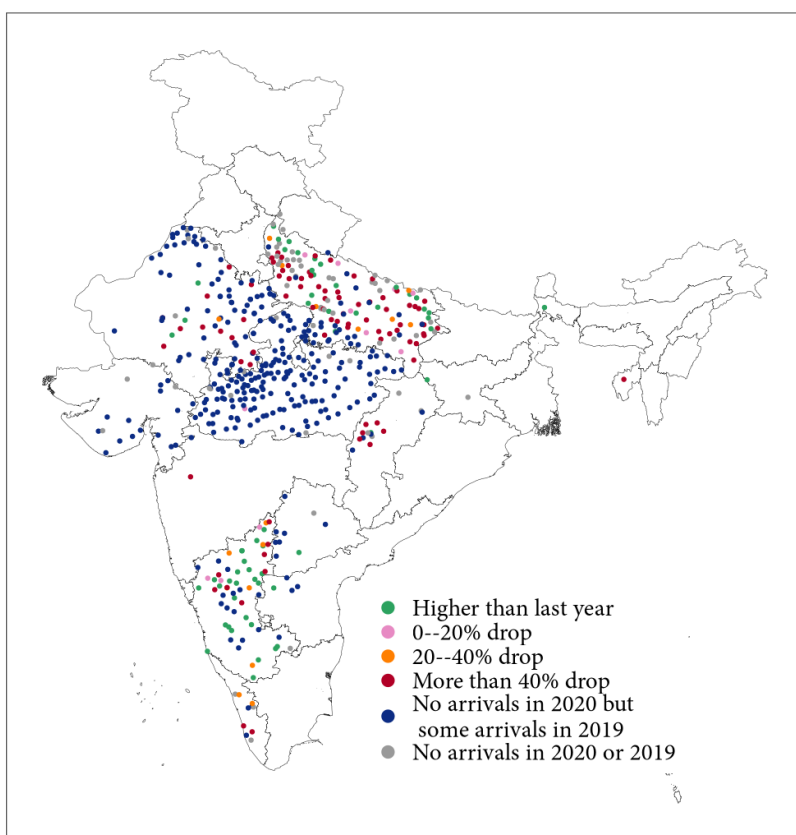 Higher than last year
0--20% drop
20--40% drop
More than 40% drop
No arrivals in 2020 but
some arrivals in 2019
No arrivals in 2020 or 2019